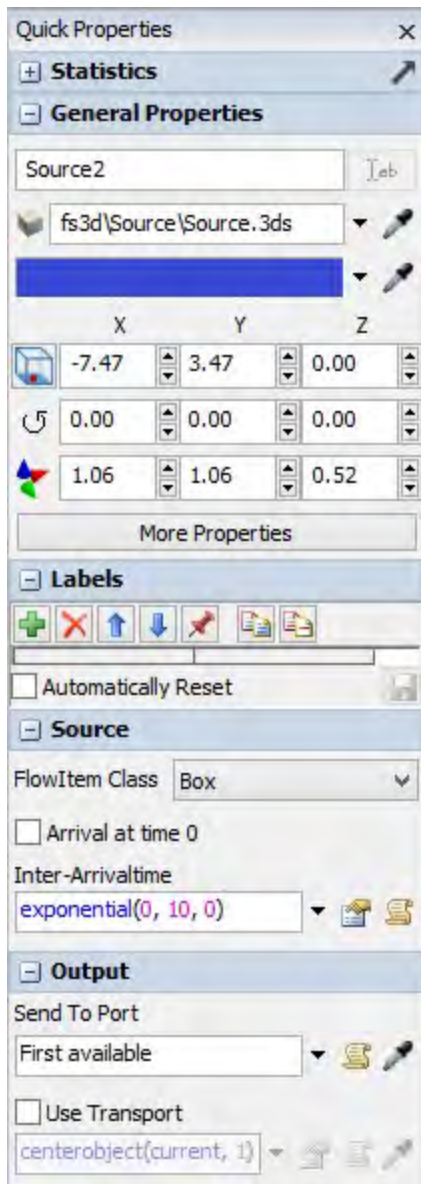 Quick Properties
Statistics
General Properties
Source2
fs3d\Source\Source.3ds
X Y Z
-7.47 3.47 0.00
0.00 0.00 0.00
1.06 1.06 0.52
More Properties
Labels
Automatically Reset
Source
FlowItem Class Box
Arrival at time 0
Inter-Arrivaltime
exponential(0, 10, 0)
Output
Send To Port
First available
Use Transport
centerobject(current, 1)